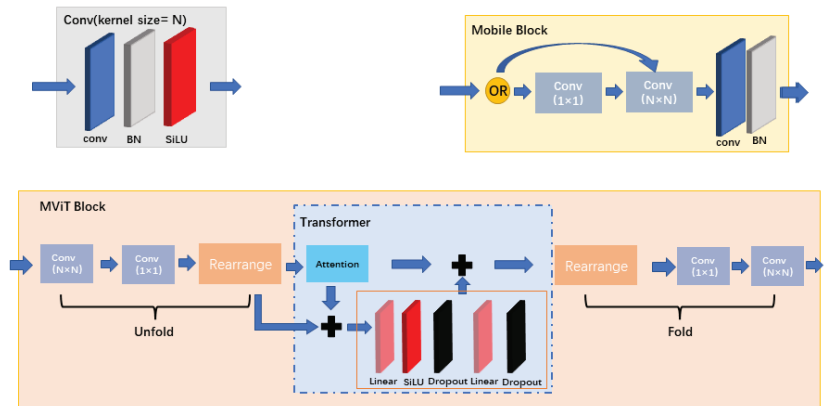 Conv(kernel size= N)
conv
BN
SiLU
Mobile Block
OR
Conv
(1×1)
Conv
(N×N)
conv
BN
MViT Block
Conv
(N×N)
Conv
(1×1)
Rearrange
Unfold
Transformer
Attention
Linear
SiLU
Dropout
Linear
Dropout
Rearrange
Conv
(1×1)
Conv
(N×N)
Fold